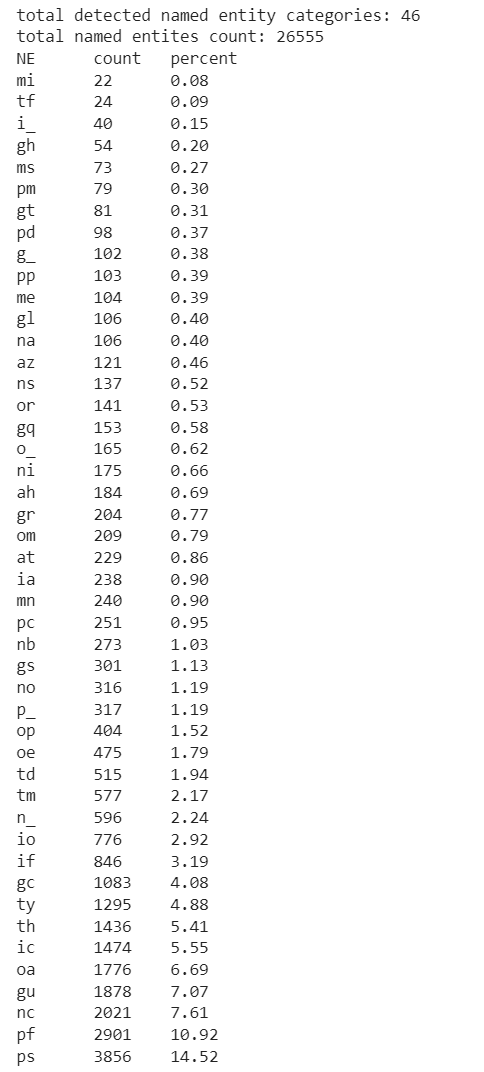 total detected named entity categories: 46
total named entites count: 26555
NE count percent
mi 22 0.08
tf 24 0.09
i_ 40 0.15
gh 54 0.20
ms 73 0.27
pm 79 0.30
gt 81 0.31
pd 98 0.37
g_ 102 0.38
pp 103 0.39
me 104 0.39
gl 106 0.40
na 106 0.40
az 121 0.46
ns 137 0.52
or 141 0.53
gq 153 0.58
o_ 165 0.62
ni 175 0.66
ah 184 0.69
gr 204 0.77
om 209 0.79
at 229 0.86
ia 238 0.90
mn 240 0.90
pc 251 0.95
nb 273 1.03
gs 301 1.13
no 316 1.19
p_ 317 1.19
op 404 1.52
oe 475 1.79
td 515 1.94
tm 577 2.17
n_ 596 2.24
io 776 2.92
if 846 3.19
gc 1083 4.08
ty 1295 4.88
th 1436 5.41
ic 1474 5.55
oa 1776 6.69
gu 1878 7.07
nc 2021 7.61
pf 2901 10.92
ps 3856 14.52